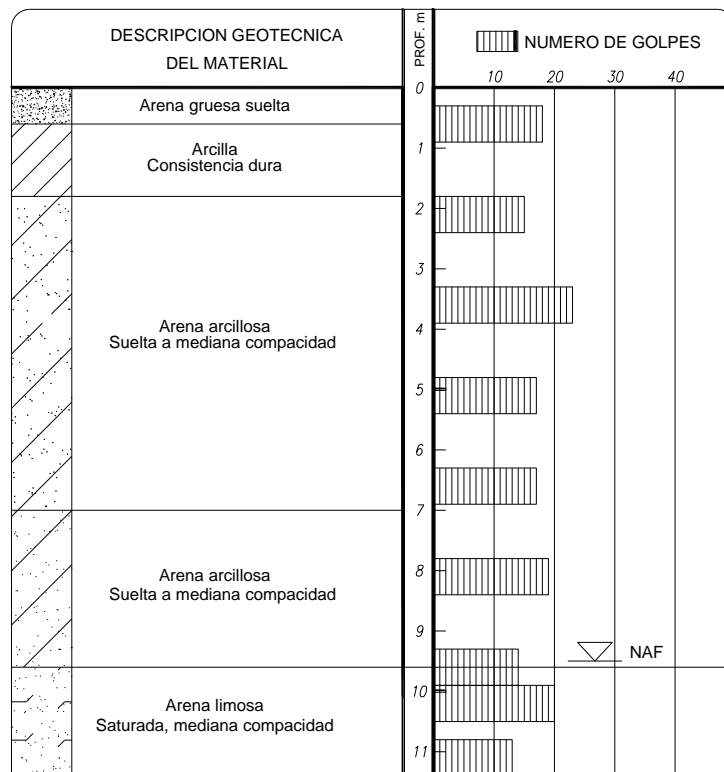 DESCRIPCION GEOTECNICA
DEL MATERIAL
PROF. m
NUMERO DE GOLPES
10 20 30 40
0
Arena gruesa suelta
1
Arcilla
Consistencia dura
2
3
Arena arcillosa
Suelta a mediana compacidad
4
5
6
7
Arena arcillosa
Suelta a mediana compacidad
8
9
NAF
10
Arena limosa
Saturada, mediana compacidad
11